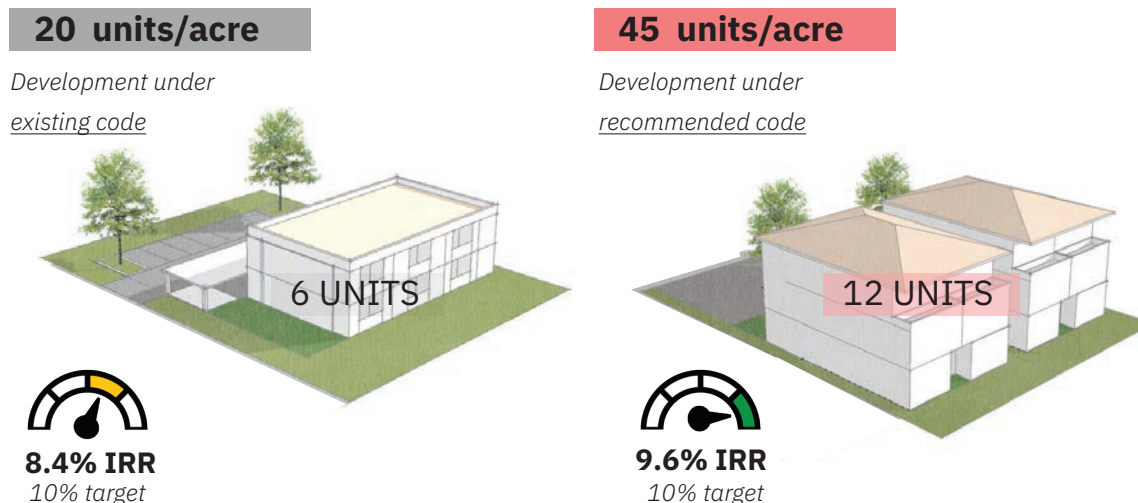 20 units/acre
Development under
existing code
6 UNITS
8.4% IRR
10% target
45 units/acre
Development under
recommended code
12 UNITS
9.6% IRR
10% target